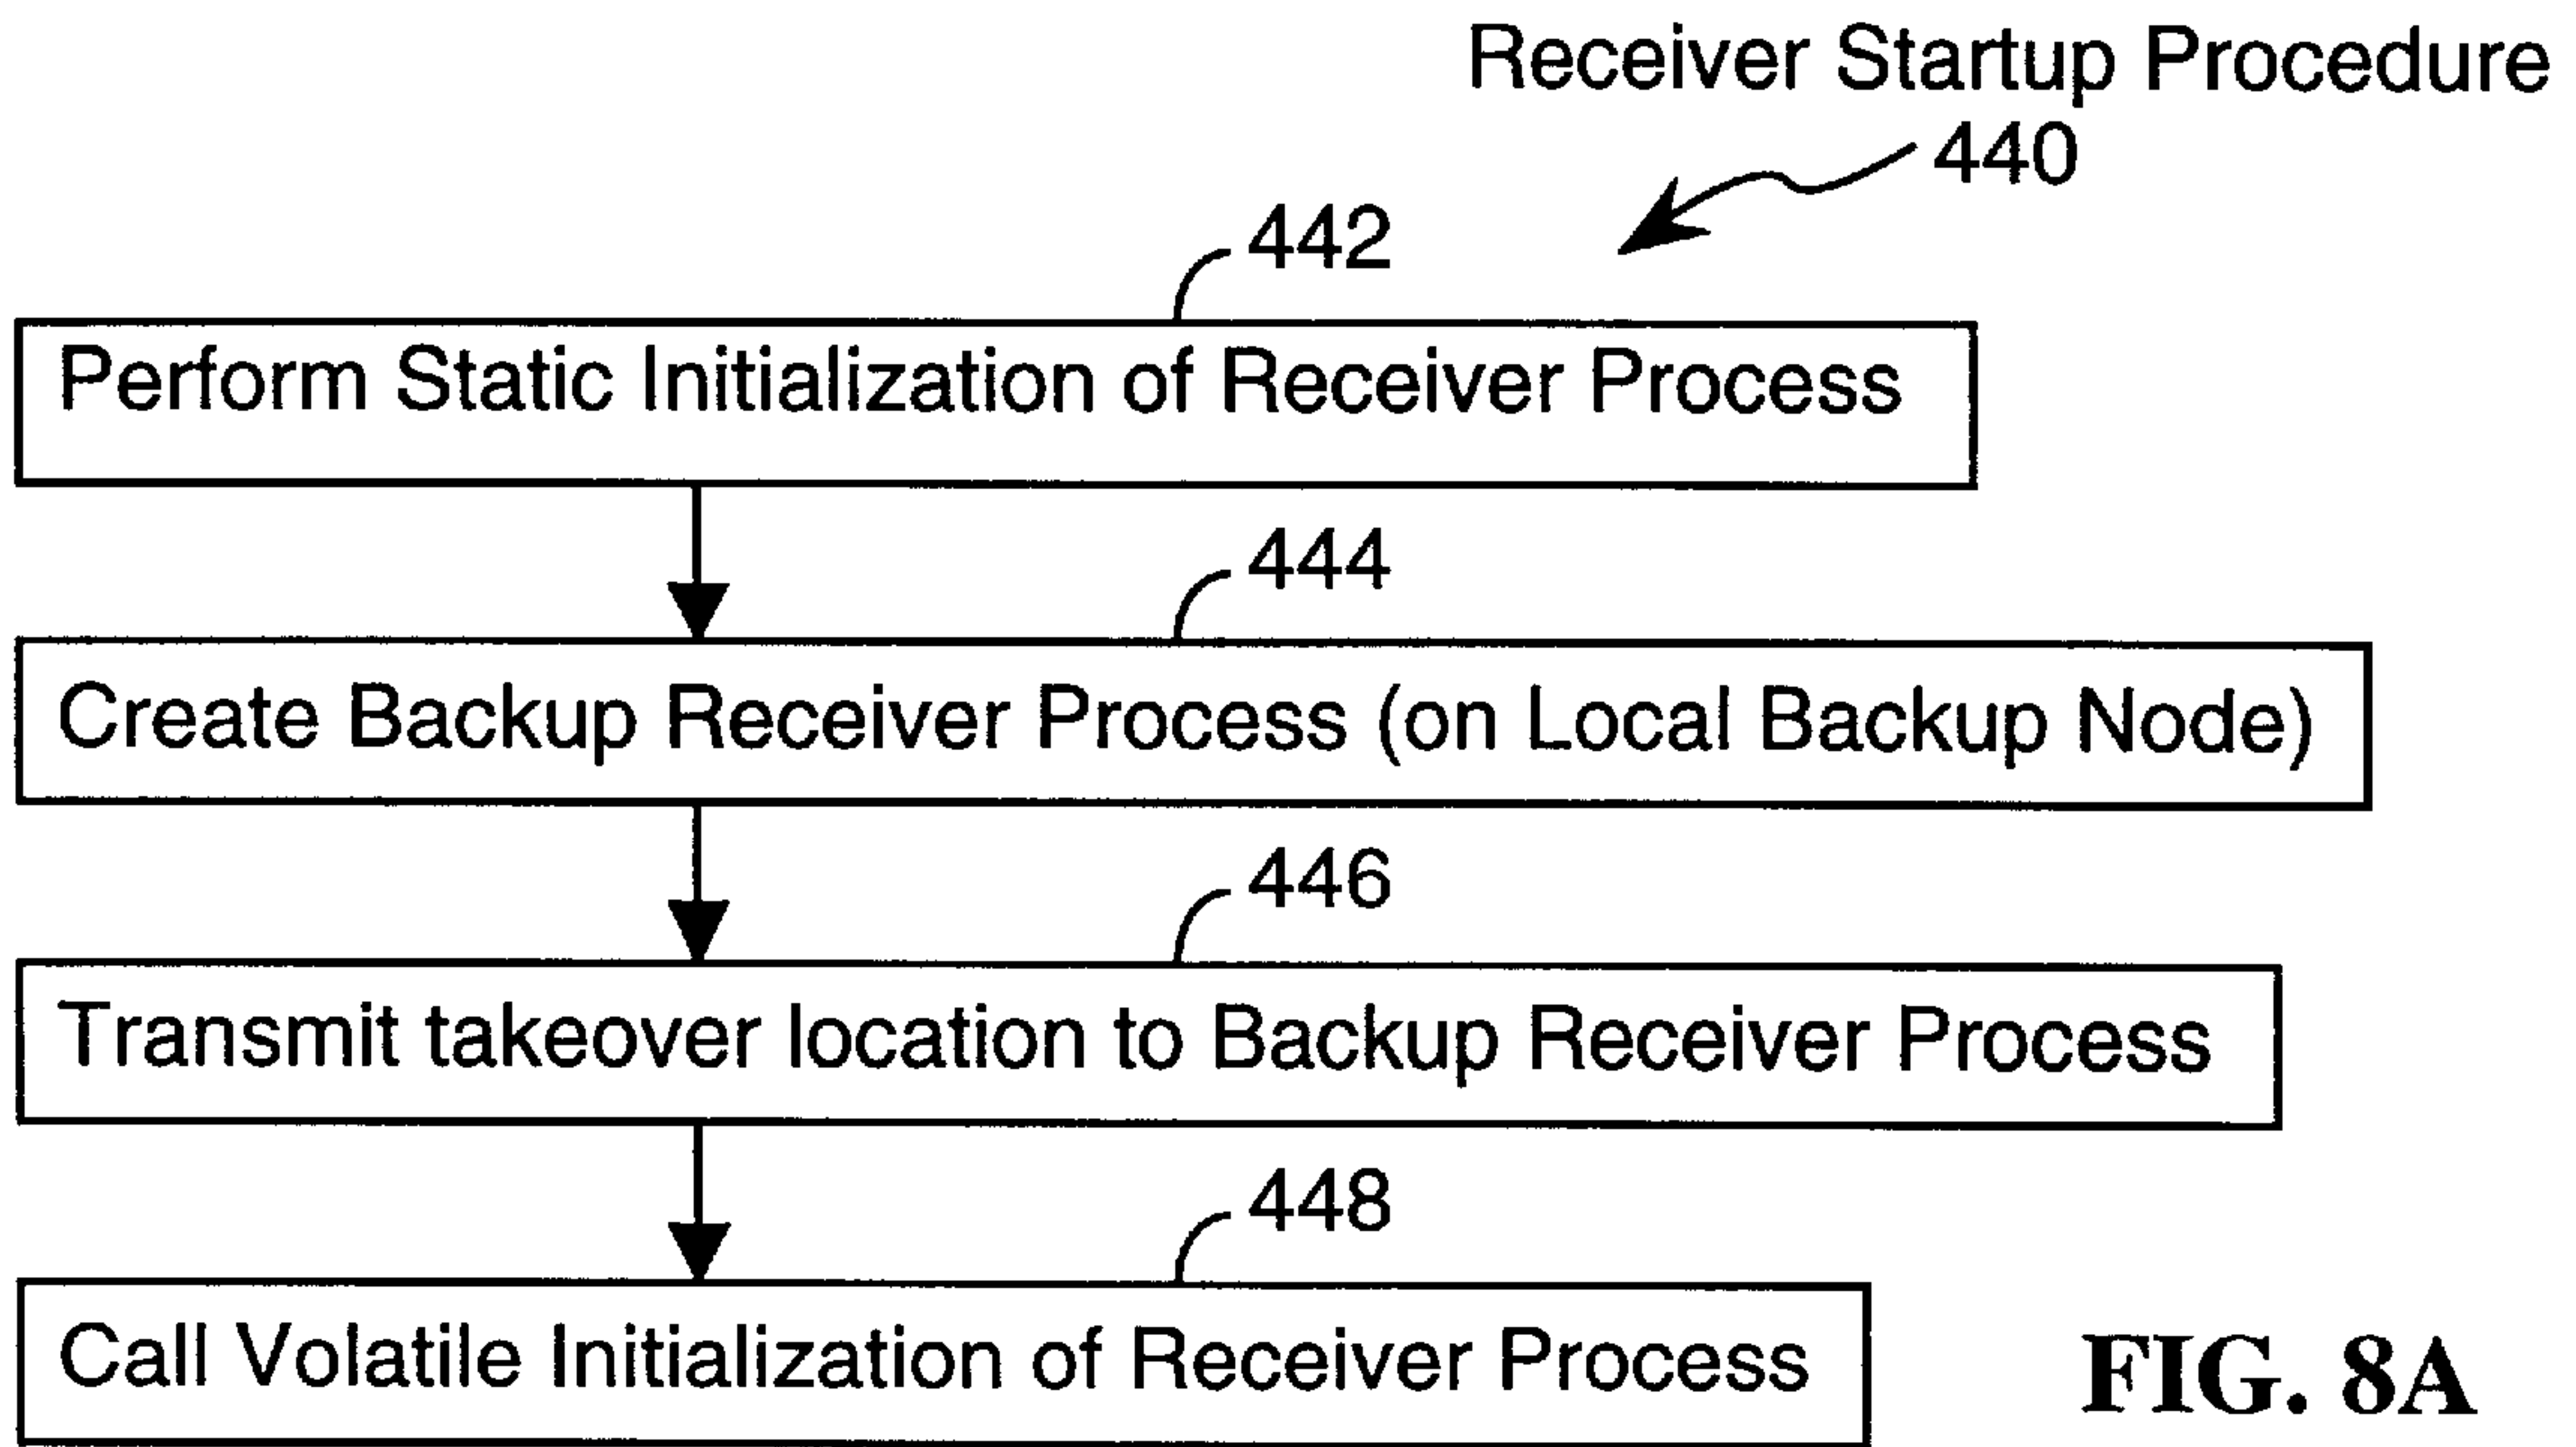 Receiver Startup Procedure
440
442
Perform Static Initialization of Receiver Process
444
Create Backup Receiver Process (on Local Backup Node)
446
Transmit takeover location to Backup Receiver Process
448
Call Volatile Initialization of Receiver Process
FIG. 8A